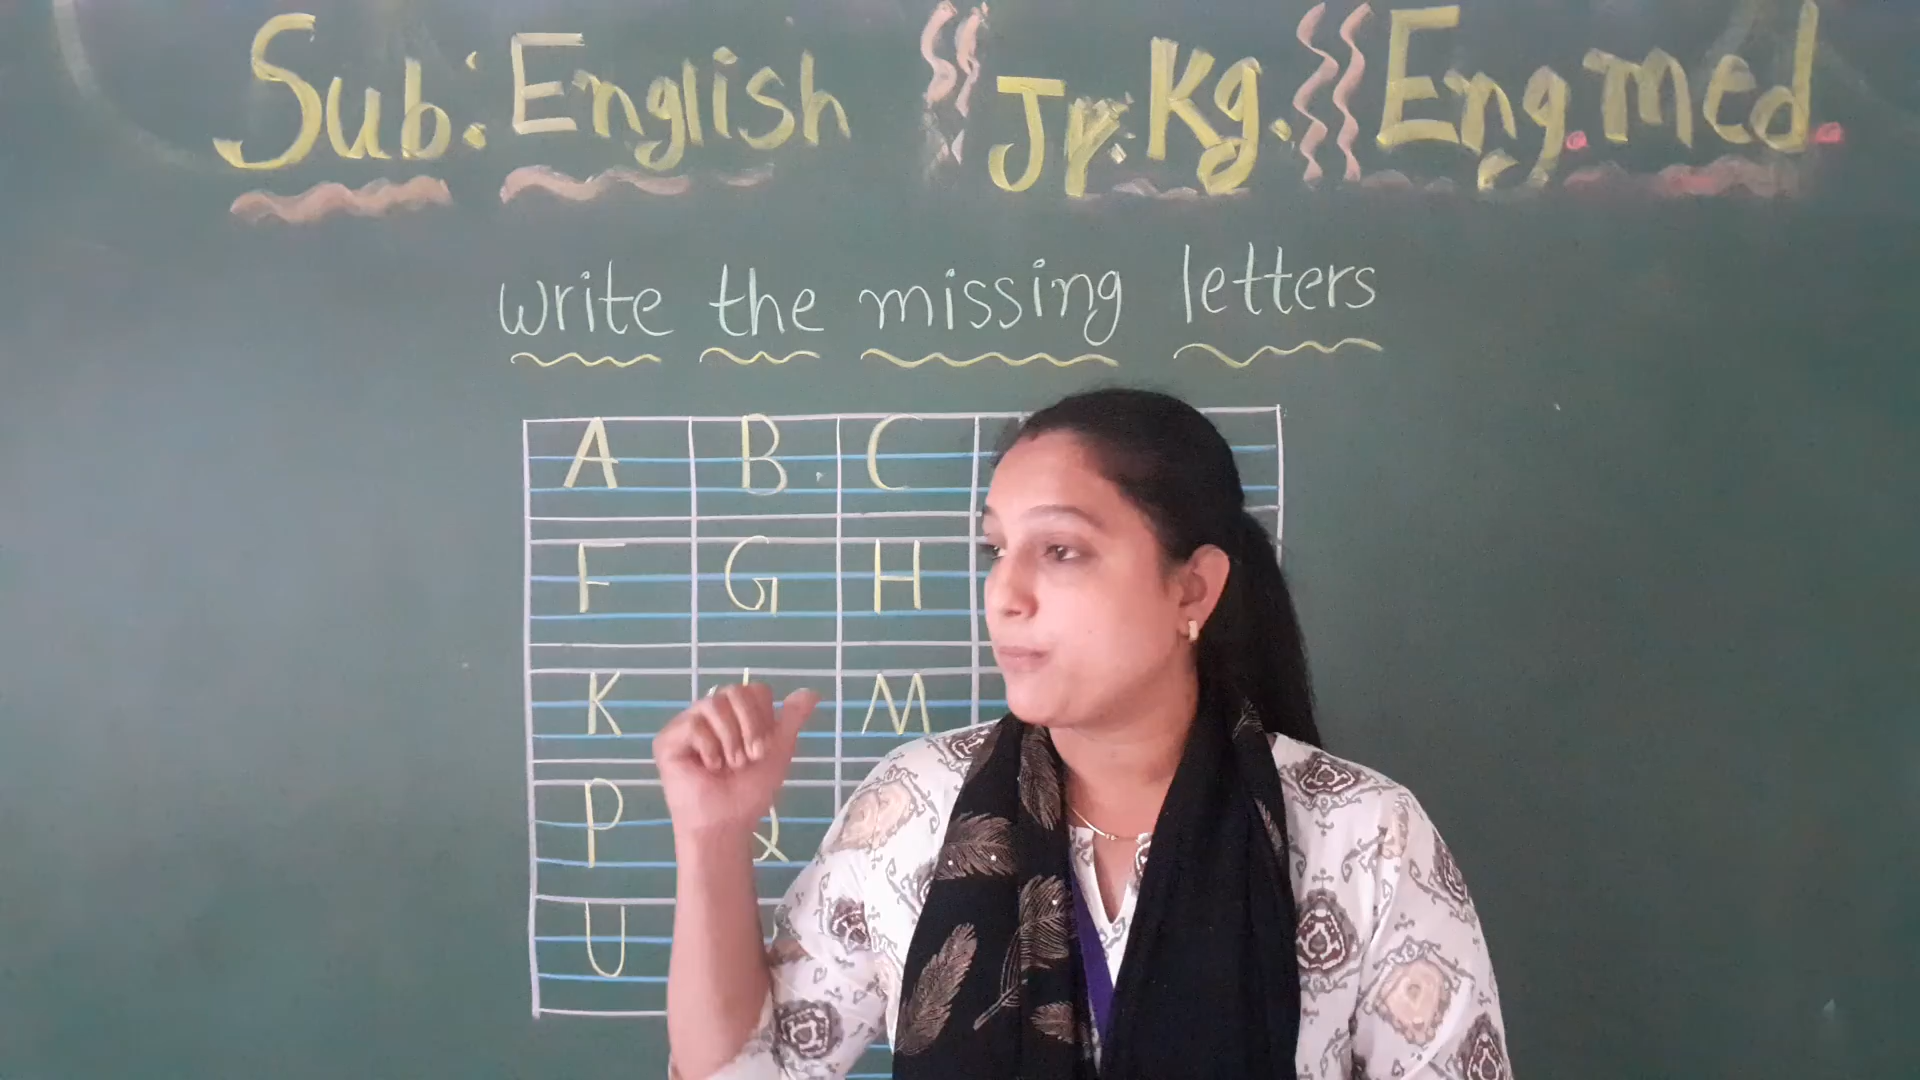 Sub: English Jr. Kg. Eng. med.
write the missing letters
A B C
F G H
K M
P Q
U